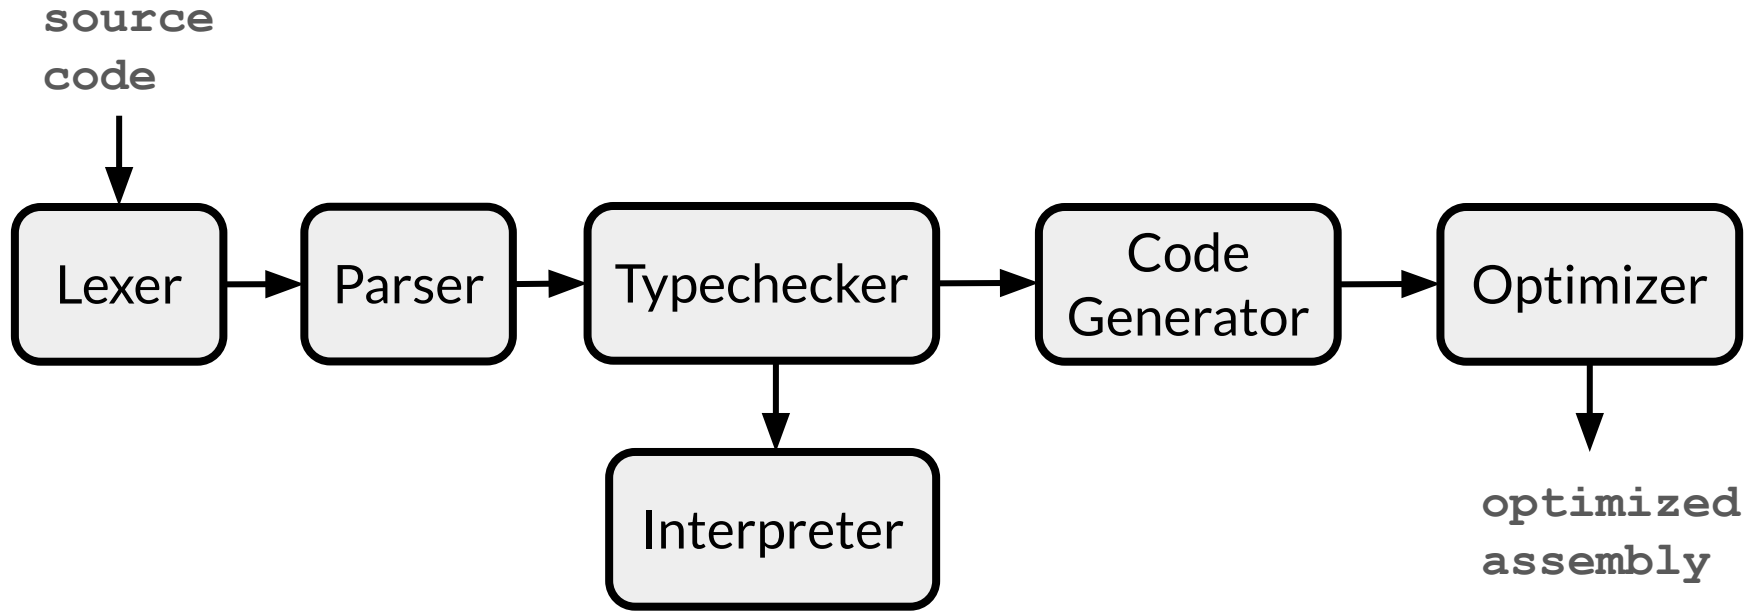 source
code
Lexer
Parser
Typechecker
Code
Generator
Optimizer
Interpreter
optimized
assembly